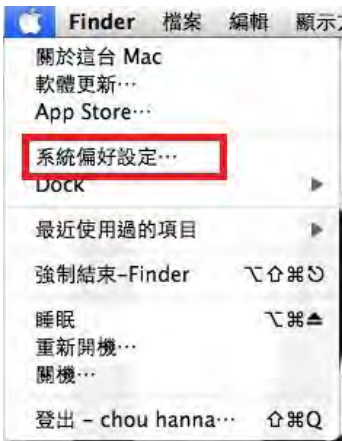 Finder 檔案 編輯 顯示
關於這台 Mac
軟體更新…
App Store…
系統偏好設定…
Dock
最近使用過的項目
強制結束-Finder ⌥⇧⌘⎋
睡眠 ⌥⌘⏏
重新開機…
關機…
登出 – chou hanna… ⇧⌘Q